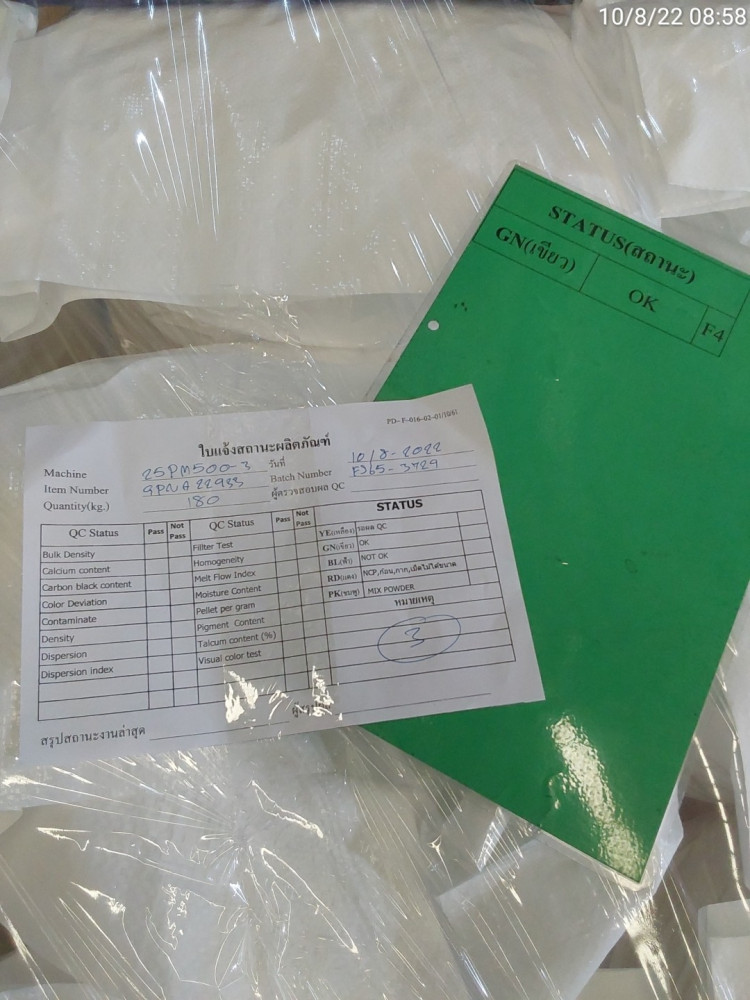 10/8/22 08:58
STATUS(สถานะ)
GN(เขียว) OK F4
PD-F-016-02-01/10/61
ใบแจ้งสถานะผลิตภัณฑ์
Machine 25PM500-3 วันที่ 10/8-2022
Item Number Batch Number FJ65-3729
Quantity(kg.) 180 ผู้ตรวจสอบผล QC
QC Status Pass Not Pass QC Status Pass Not Pass STATUS
Bulk Density Fillter Test YE(เหลือง) รอผล QC
Calcium content Homogeneity GN(เขียว) OK
Carbon black content Melt Flow Index BL(ฟ้า) NOT OK
Color Deviation Moisture Content RD(แดง) NCP,ก้อน,กาก,เม็ดไม่ได้ขนาด
Contaminate Pellet per gram PK(ชมพู) MIX POWDER
Density Pigment Content หมายเหตุ
Dispersion Talcum content (%) 3
Dispersion index Visual color test
สรุปสถานะงานล่าสุด